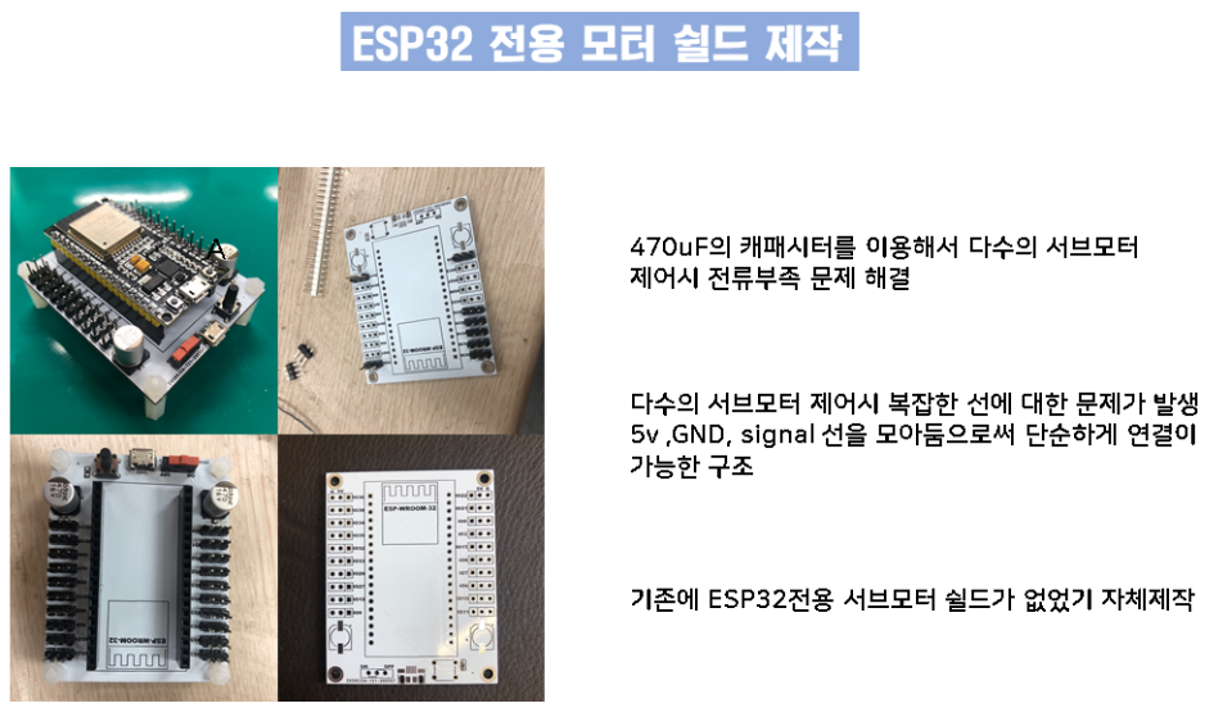 ESP32 전용 모터 쉴드 제작
A
470uF의 캐패시터를 이용해서 다수의 서브모터
제어시 전류부족 문제 해결
다수의 서브모터 제어시 복잡한 선에 대한 문제가 발생
5v ,GND, signal 선을 모아둠으로써 단순하게 연결이
가능한 구조
기존에 ESP32전용 서브모터 쉴드가 없었기 자체제작
ESP-WROOM-32
ESP-WROOM-32
ESP-WROOM-32
ON OFF